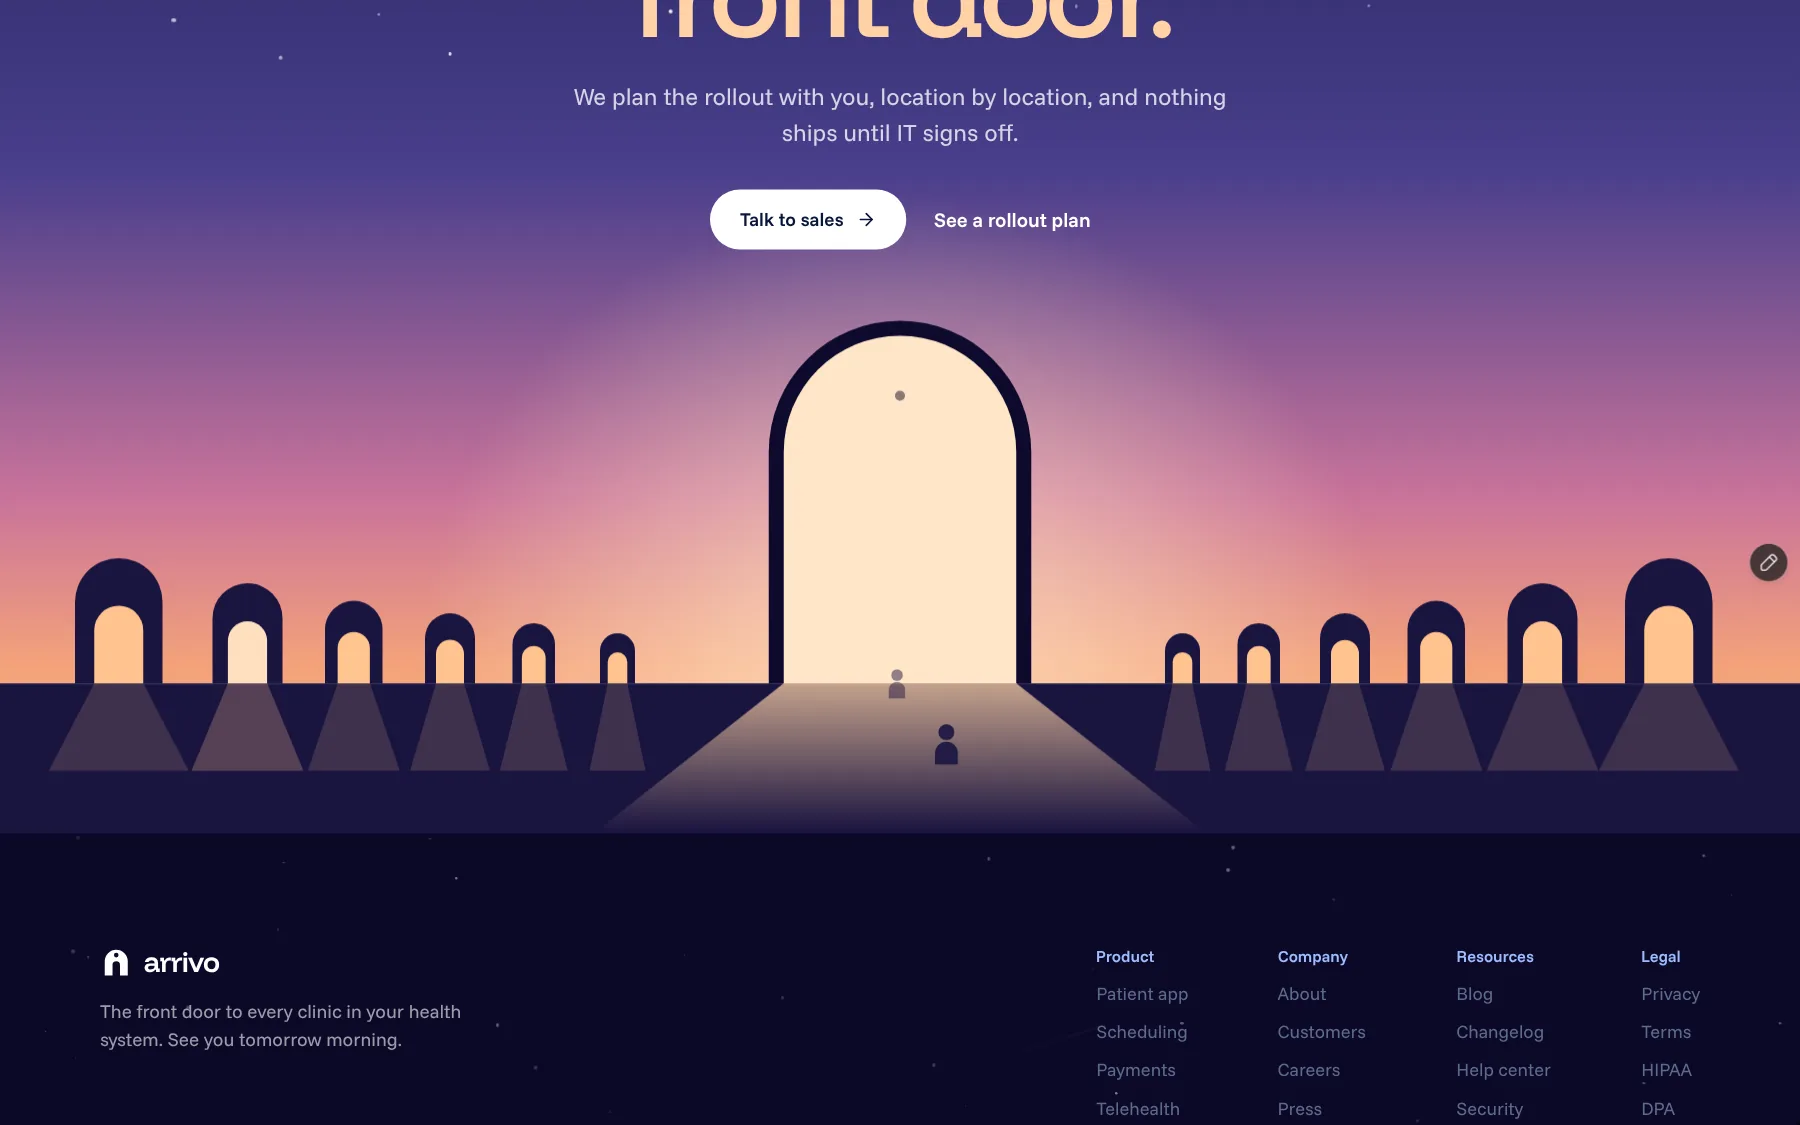 front door.
We plan the rollout with you, location by location, and nothing
ships until IT signs off.
Talk to sales
See a rollout plan
arrivo
The front door to every clinic in your health
system. See you tomorrow morning.
Product
Patient app
Scheduling
Payments
Telehealth
Company
About
Customers
Careers
Press
Resources
Blog
Changelog
Help center
Security
Legal
Privacy
Terms
HIPAA
DPA